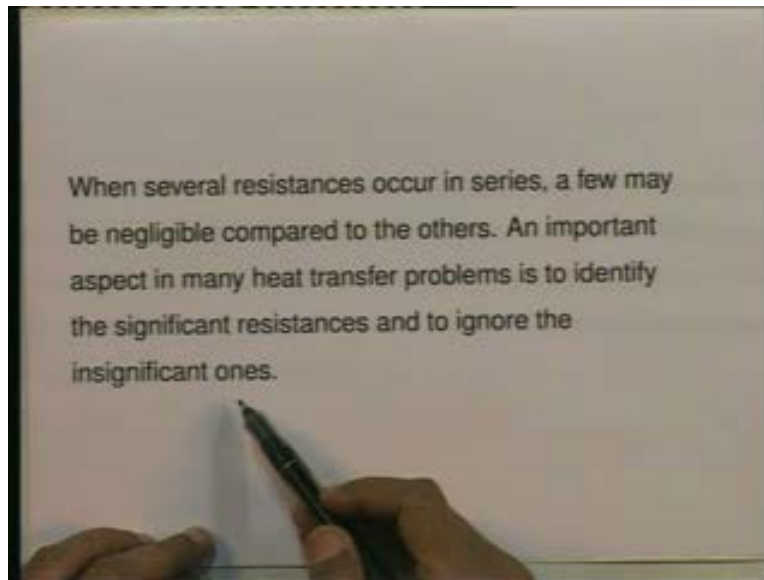 When several resistances occur in series, a few may
be negligible compared to the others. An important
aspect in many heat transfer problems is to identify
the significant resistances and to ignore the
insignificant ones.